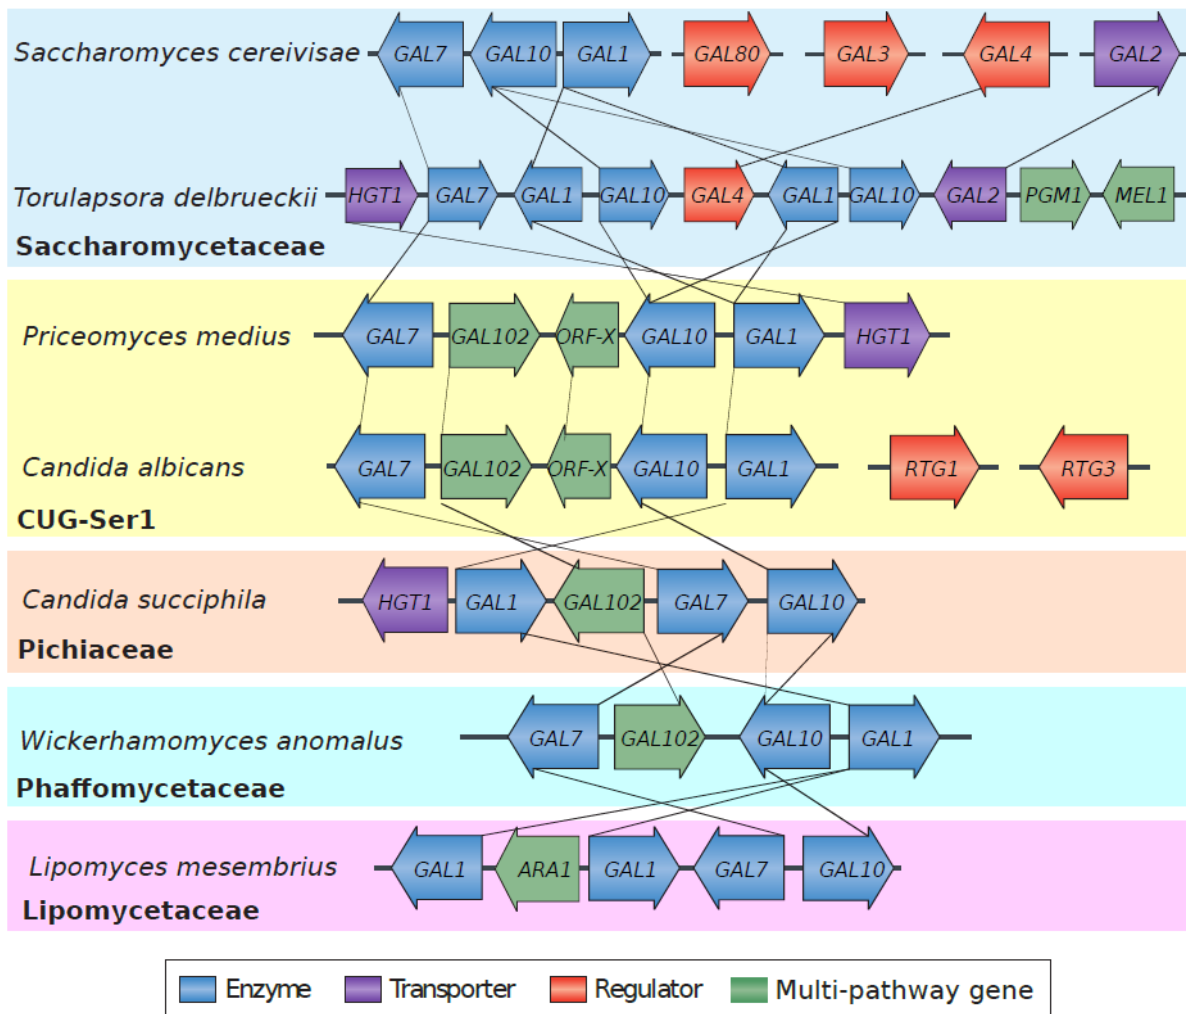 Saccharomyces cereivisae GAL7 GAL10 GAL1 GAL80 GAL3 GAL4 GAL2
Torulapsora delbrueckii HGT1 GAL7 GAL1 GAL10 GAL4 GAL1 GAL10 GAL2 PGM1 MEL1
Saccharomycetaceae
Priceomyces medius GAL7 GAL102 ORF-X GAL10 GAL1 HGT1
Candida albicans GAL7 GAL102 ORF-X GAL10 GAL1 RTG1 RTG3
CUG-Ser1
Candida succiphila HGT1 GAL1 GAL102 GAL7 GAL10
Pichiaceae
Wickerhamomyces anomalus GAL7 GAL102 GAL10 GAL1
Phaffomycetaceae
Lipomyces mesembrius GAL1 ARA1 GAL1 GAL7 GAL10
Lipomycetaceae
Enzyme Transporter Regulator Multi-pathway gene